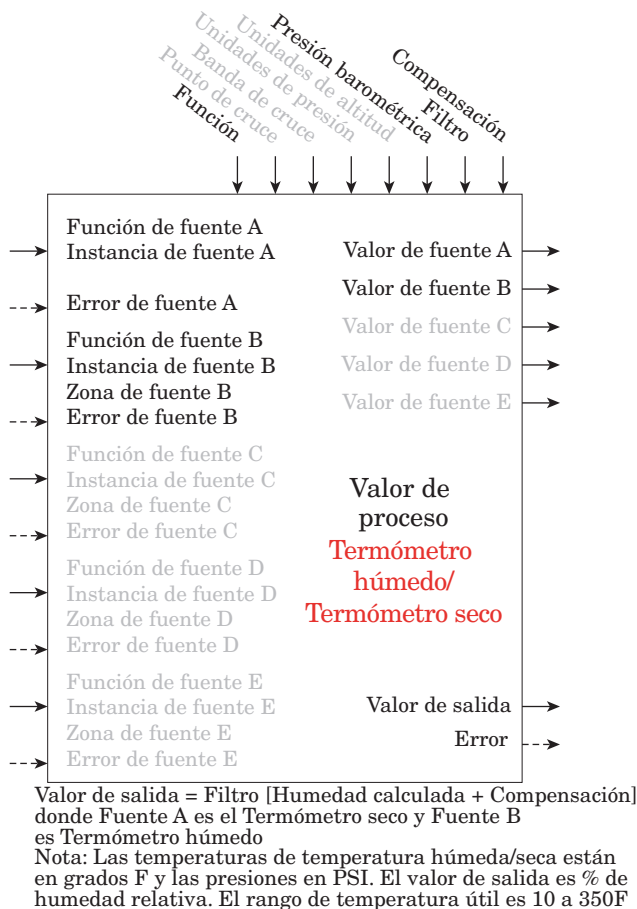 Función
Punto de cruce
Banda de cruce
Unidades de presión
Unidades de altitud
Presión barométrica
Filtro
Compensación
Función de fuente A
Instancia de fuente A
Error de fuente A
Función de fuente B
Instancia de fuente B
Zona de fuente B
Error de fuente B
Función de fuente C
Instancia de fuente C
Zona de fuente C
Error de fuente C
Función de fuente D
Instancia de fuente D
Zona de fuente D
Error de fuente D
Función de fuente E
Instancia de fuente E
Zona de fuente E
Error de fuente E
Valor de fuente A
Valor de fuente B
Valor de fuente C
Valor de fuente D
Valor de fuente E
Valor de
proceso
Termómetro
húmedo/
Termómetro seco
Valor de salida
Error
Valor de salida = Filtro [Humedad calculada + Compensación]
donde Fuente A es el Termómetro seco y Fuente B
es Termómetro húmedo
Nota: Las temperaturas de temperatura húmeda/seca están
en grados F y las presiones en PSI. El valor de salida es % de
humedad relativa. El rango de temperatura útil es 10 a 350F